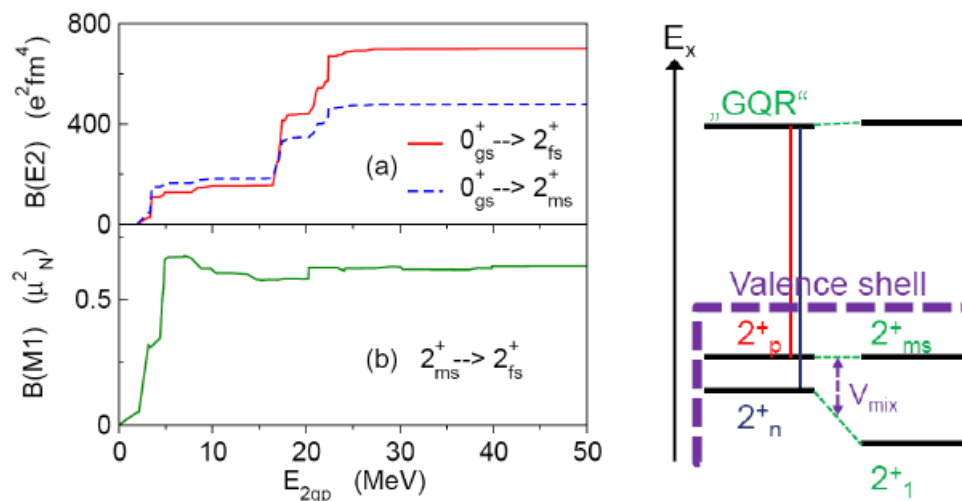 800
400
0
B(E2) (e²fm⁴)
(a)
0⁺gs--> 2⁺fs
0⁺gs--> 2⁺ms
0.5
0
B(M1) (μ²N)
(b) 2⁺ms--> 2⁺fs
0 10 20 30 40 50
E2qp (MeV)
Ex
„GQR“
Valence shell
2⁺p 2⁺ms
Vmix
2⁺n
2⁺1